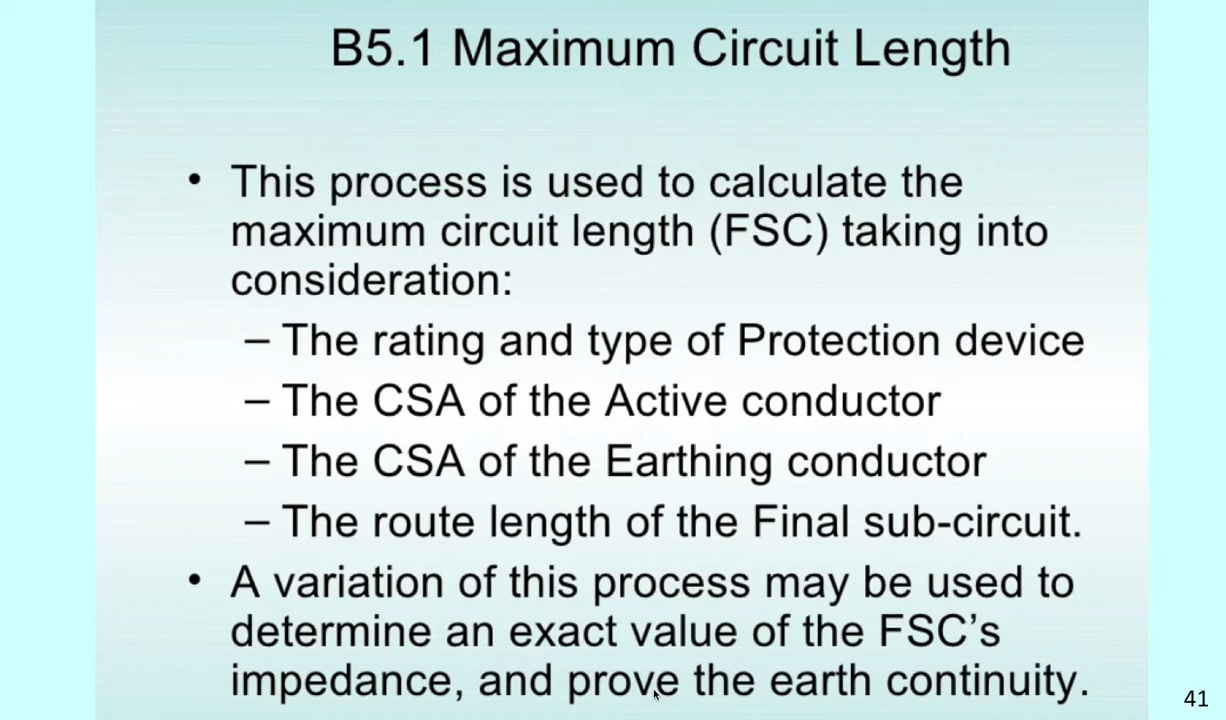 B5.1 Maximum Circuit Length
• This process is used to calculate the
maximum circuit length (FSC) taking into
consideration:
– The rating and type of Protection device
– The CSA of the Active conductor
– The CSA of the Earthing conductor
– The route length of the Final sub-circuit.
• A variation of this process may be used to
determine an exact value of the FSC’s
impedance, and prove the earth continuity.
41